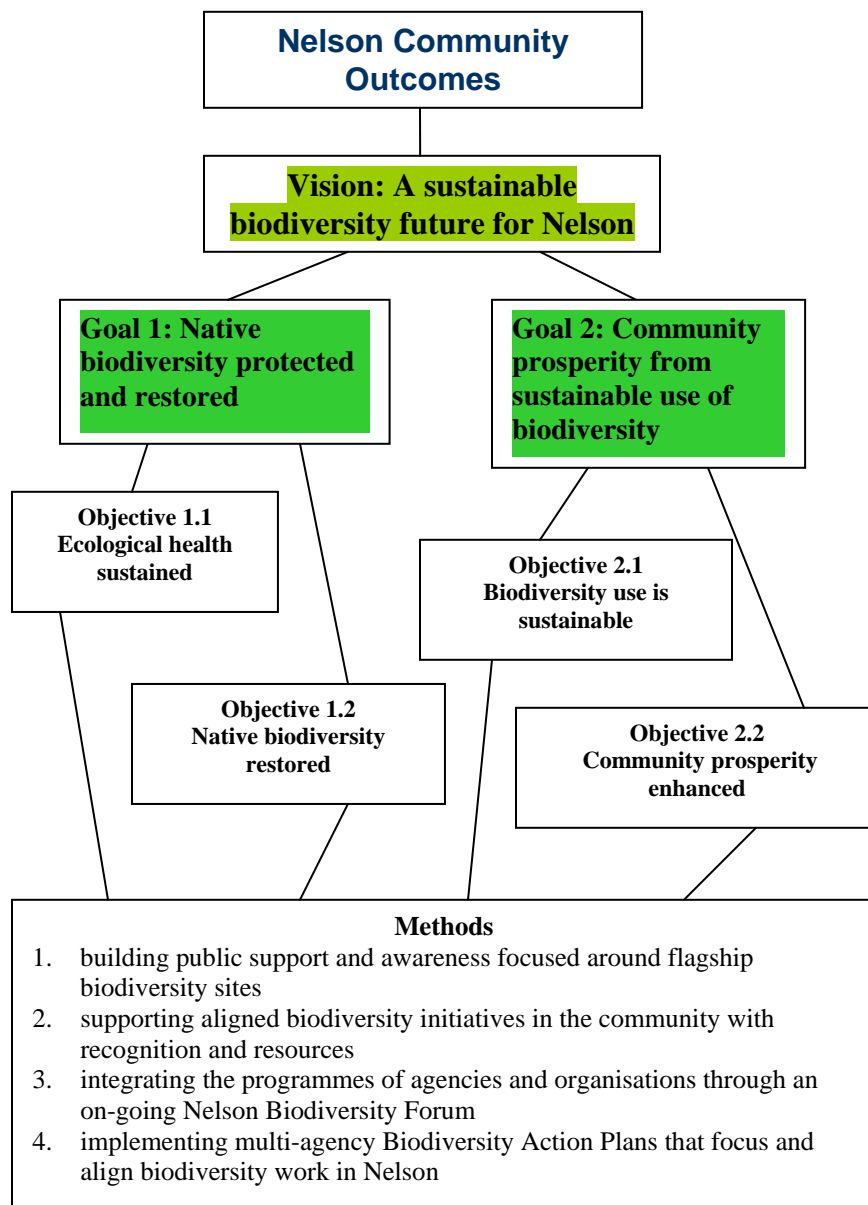 Nelson Community
Outcomes
Vision: A sustainable
biodiversity future for Nelson
Goal 1: Native
biodiversity protected
and restored
Goal 2: Community
prosperity from
sustainable use of
biodiversity
Objective 1.1
Ecological health
sustained
Objective 2.1
Biodiversity use is
sustainable
Objective 1.2
Native biodiversity
restored
Objective 2.2
Community prosperity
enhanced
Methods
1. building public support and awareness focused around flagship
biodiversity sites
2. supporting aligned biodiversity initiatives in the community with
recognition and resources
3. integrating the programmes of agencies and organisations through an
on-going Nelson Biodiversity Forum
4. implementing multi-agency Biodiversity Action Plans that focus and
align biodiversity work in Nelson